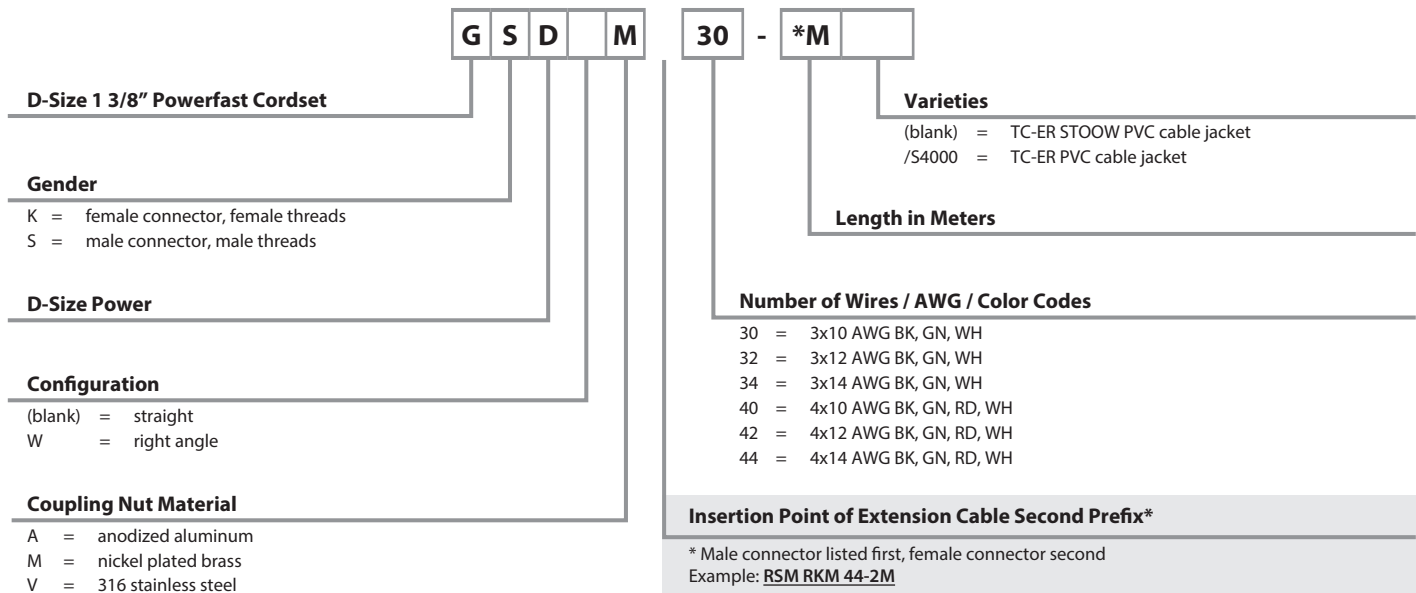 G S D M 30 - *M
D-Size 1 3/8” Powerfast Cordset
Gender
K = female connector, female threads
S = male connector, male threads
D-Size Power
Configuration
(blank) = straight
W = right angle
Coupling Nut Material
A = anodized aluminum
M = nickel plated brass
V = 316 stainless steel
Varieties
(blank) = TC-ER STOOW PVC cable jacket
/S4000 = TC-ER PVC cable jacket
Length in Meters
Number of Wires / AWG / Color Codes
30 = 3x10 AWG BK, GN, WH
32 = 3x12 AWG BK, GN, WH
34 = 3x14 AWG BK, GN, WH
40 = 4x10 AWG BK, GN, RD, WH
42 = 4x12 AWG BK, GN, RD, WH
44 = 4x14 AWG BK, GN, RD, WH
Insertion Point of Extension Cable Second Prefix*
* Male connector listed first, female connector second
Example: RSM RKM 44-2M